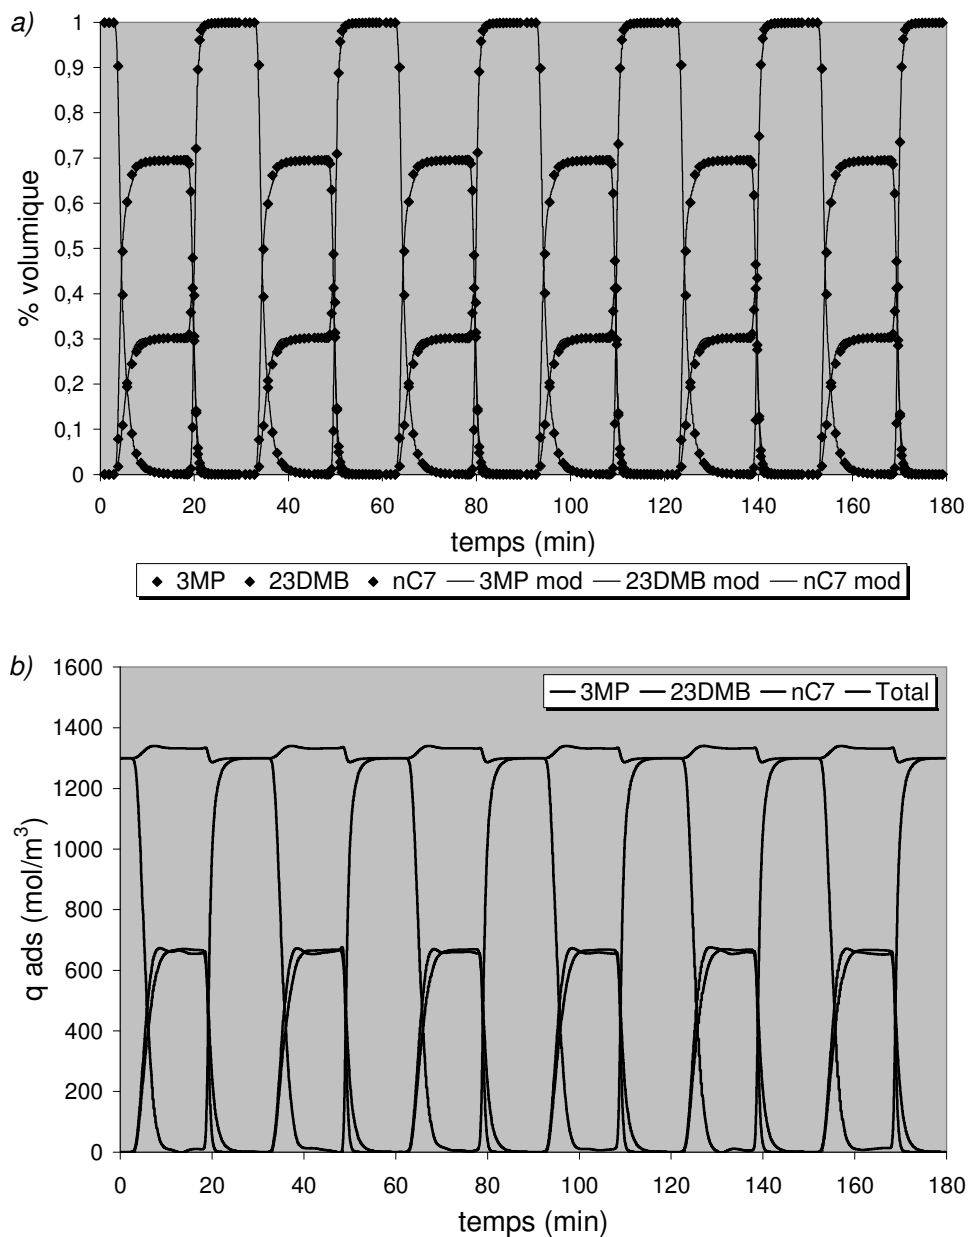 a)
1
0,9
0,8
0,7
0,6
0,5
0,4
0,3
0,2
0,1
0
% volumique
0 20 40 60 80 100 120 140 160 180
temps (min)
3MP 23DMB nC7 3MP mod 23DMB mod nC7 mod
b)
1600
1400
1200
1000
800
600
400
200
0
q ads (mol/m³)
3MP 23DMB nC7 Total
0 20 40 60 80 100 120 140 160 180
temps (min)